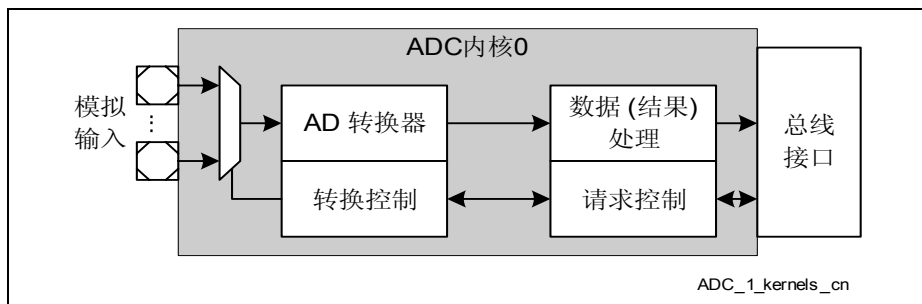 ADC内核0
模拟
输入
...
AD 转换器
转换控制
数据 (结果)
处理
请求控制
总线
接口
ADC_1_kernels_cn